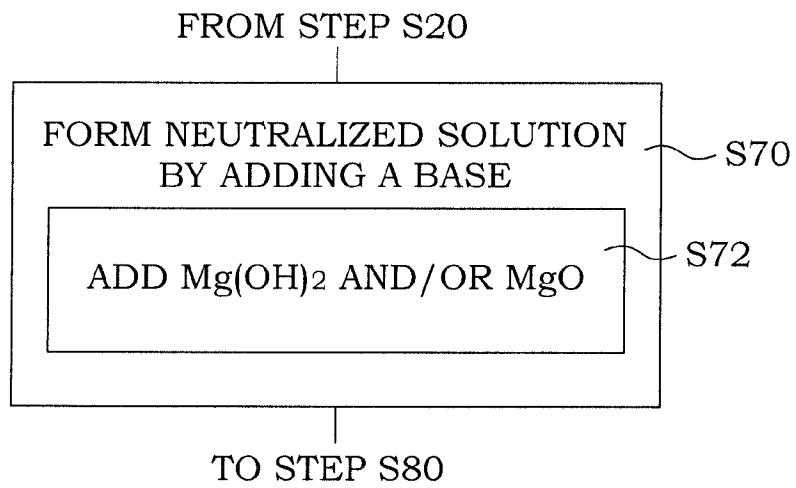 FROM STEP S20
FORM NEUTRALIZED SOLUTION
BY ADDING A BASE
S70
ADD Mg(OH)2 AND/OR MgO
S72
TO STEP S80